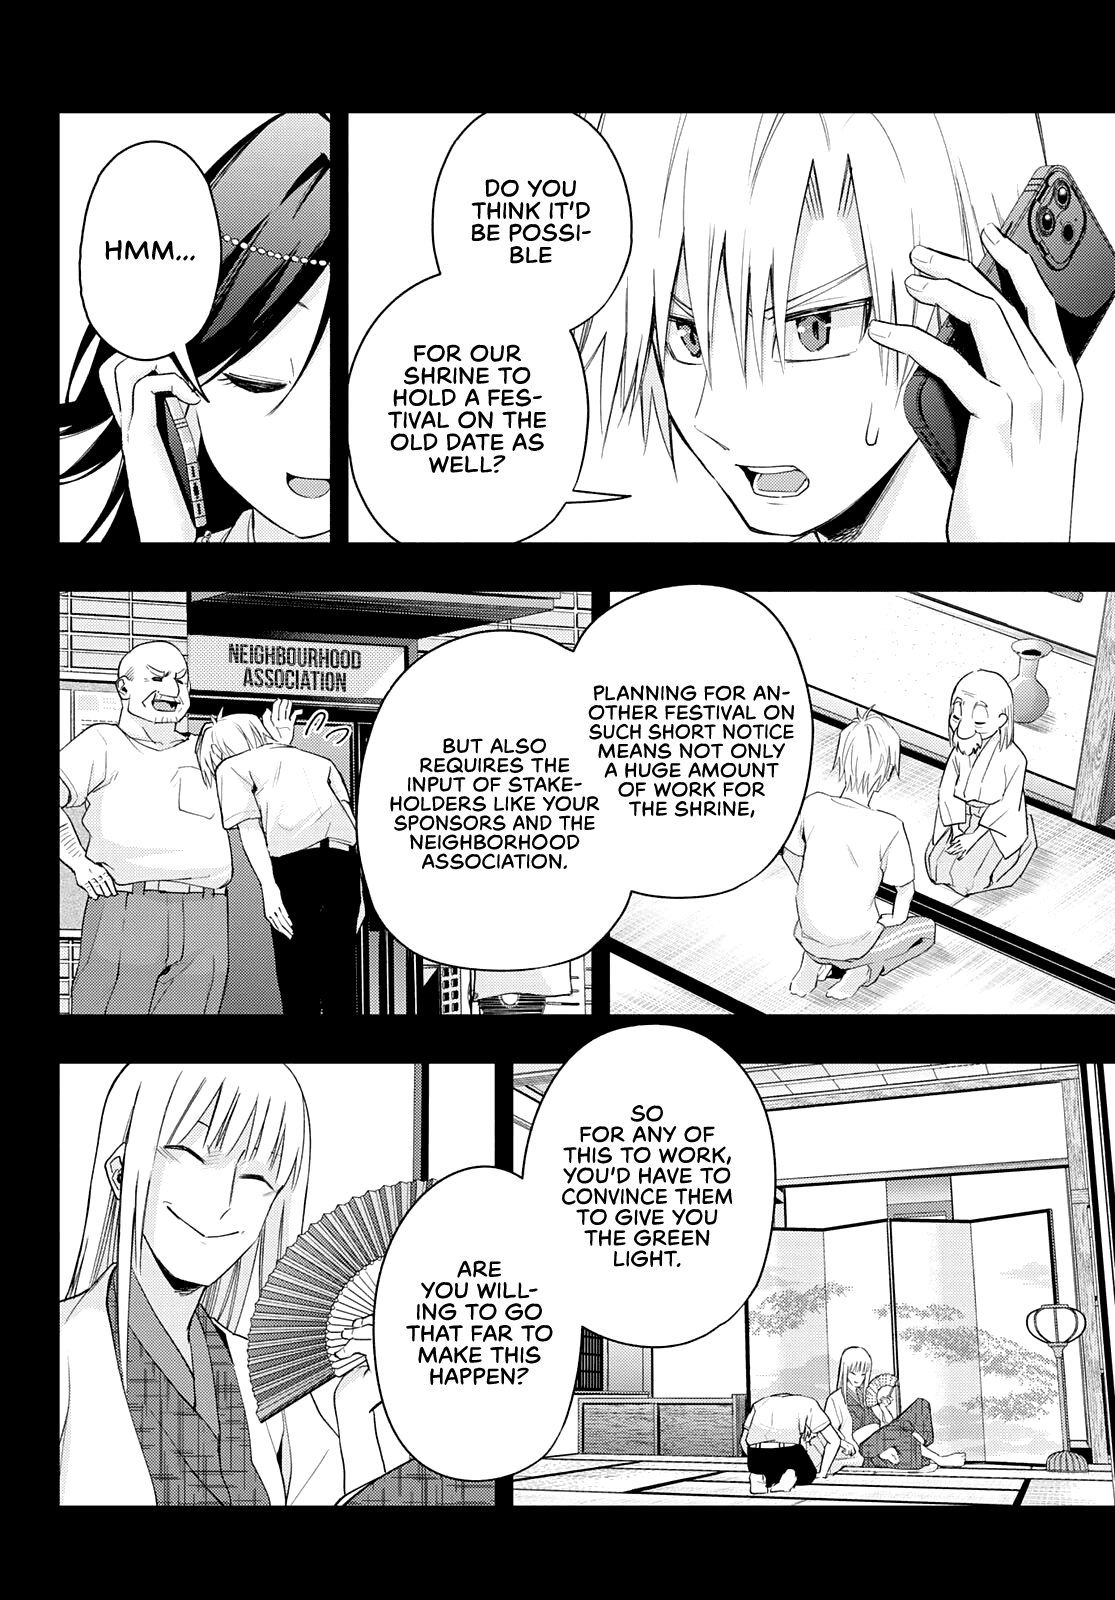 DO YOU
THINK IT'D
BE POSSI-
BLE
FOR OUR
SHRINE TO
HOLD A FES-
TIVAL ON THE
OLD DATE AS
WELL?
HMM...
PLANNING FOR AN-
OTHER FESTIVAL ON
SUCH SHORT NOTICE
MEANS NOT ONLY
A HUGE AMOUNT
OF WORK FOR
THE SHRINE,
BUT ALSO
REQUIRES THE
INPUT OF STAKE-
HOLDERS LIKE YOUR
SPONSORS AND THE
NEIGHBORHOOD
ASSOCIATION.
NEIGHBOURHOOD
ASSOCIATION
SO
FOR ANY OF
THIS TO WORK,
YOU'D HAVE TO
CONVINCE THEM
TO GIVE YOU
THE GREEN
LIGHT.
ARE
YOU WILL-
ING TO GO
THAT FAR TO
MAKE THIS
HAPPEN?